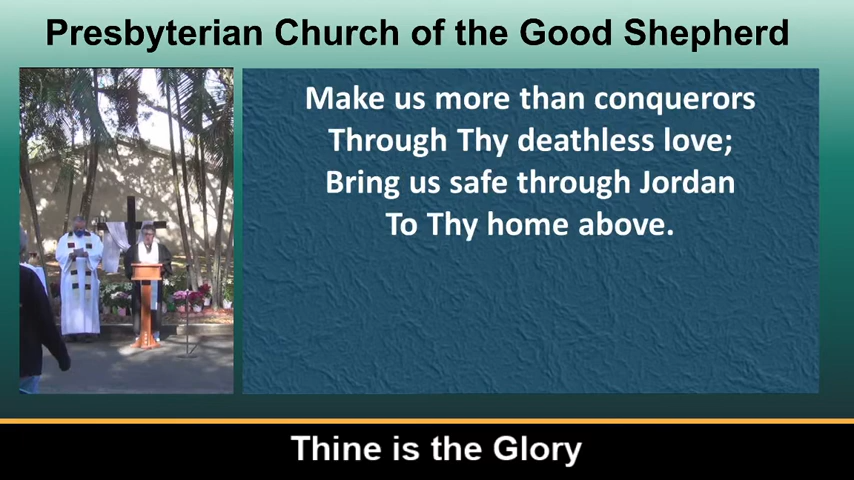 Presbyterian Church of the Good Shepherd
Make us more than conquerors
Through Thy deathless love;
Bring us safe through Jordan
To Thy home above.
Thine is the Glory